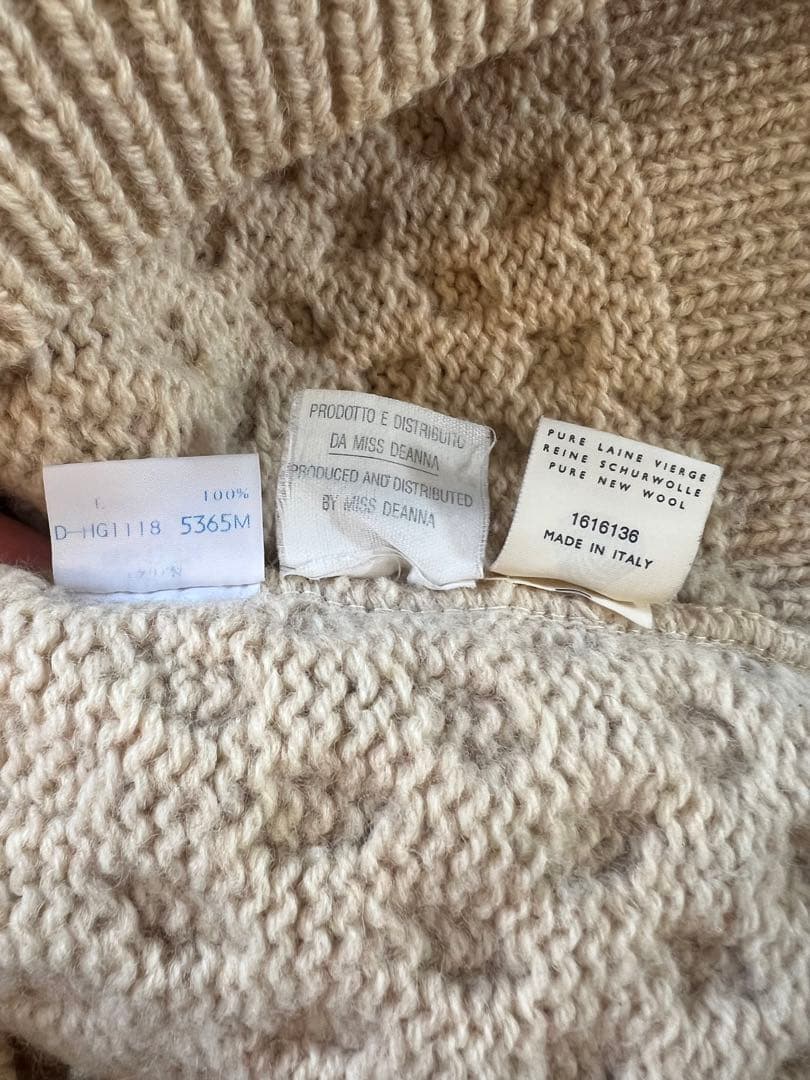 100%
D-HG1118 5365M
PRODOTTO E DISTRIBUITO
DA MISS DEANNA
PRODUCED AND DISTRIBUTED
BY MISS DEANNA
PURE LAINE VIERGE
REINE SCHURWOLLE
PURE NEW WOOL
1616136
MADE IN ITALY